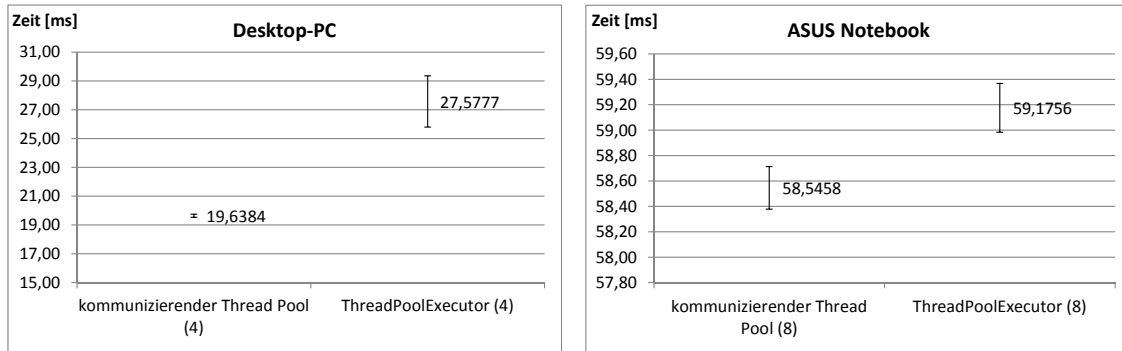 Zeit [ms]
Desktop-PC
31,00
29,00
27,00
25,00
23,00
21,00
19,00
17,00
15,00
27,5777
19,6384
kommunizierender Thread Pool
(4)
ThreadPoolExecutor (4)
Zeit [ms]
ASUS Notebook
59,60
59,40
59,20
59,00
58,80
58,60
58,40
58,20
58,00
57,80
59,1756
58,5458
kommunizierender Thread
Pool (8)
ThreadPoolExecutor (8)